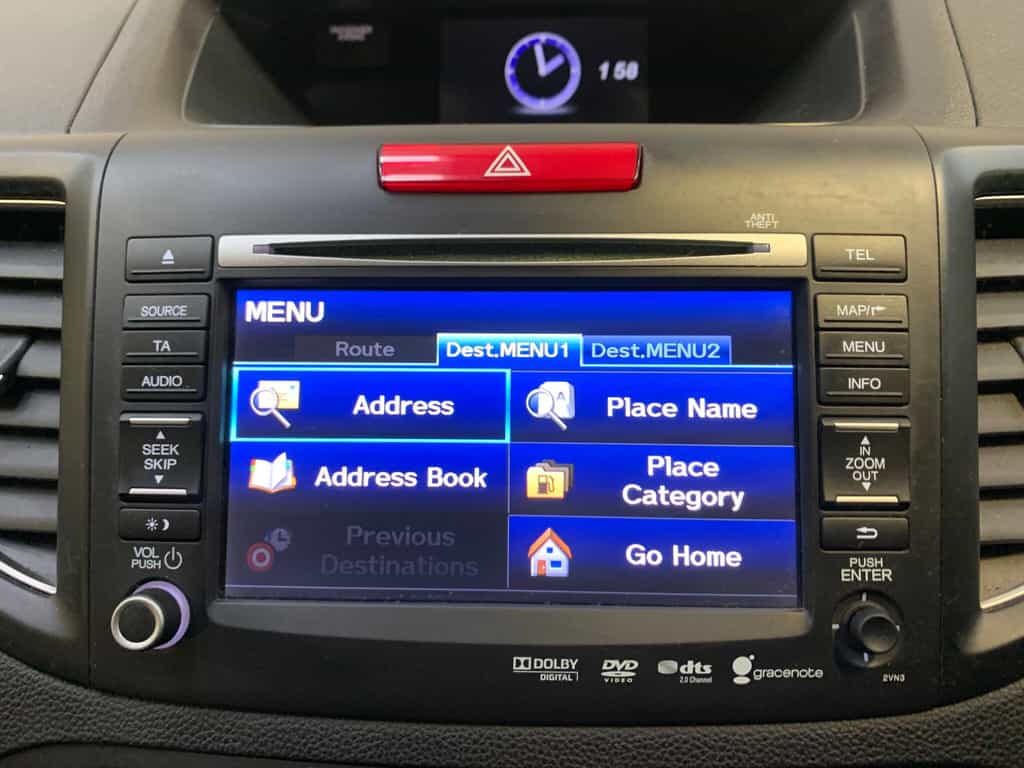 1 58
ANTI
THEFT
TEL
SOURCE
MAP/
TA
MENU
AUDIO
INFO
SEEK
SKIP
IN
ZOOM
OUT
VOL
PUSH
PUSH
ENTER
MENU
Route
Dest.MENU1
Dest.MENU2
Address
Place Name
Address Book
Place
Category
Previous
Destinations
Go Home
DOLBY
DIGITAL
DVD
VIDEO
dts
2.0 Channel
gracenote
2VN3